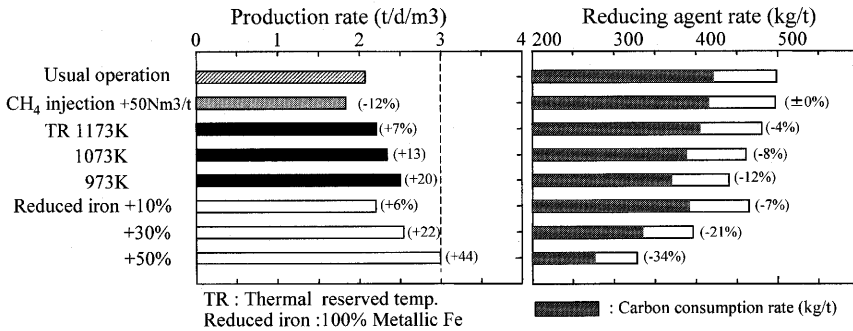 Production rate (t/d/m3)
Reducing agent rate (kg/t)
0 1 2 3 4
200 300 400 500
Usual operation
CH4 injection +50Nm3/t (-12%) (±0%)
TR 1173K (+7%) (-4%)
1073K (+13) (-8%)
973K (+20) (-12%)
Reduced iron +10% (+6%) (-7%)
+30% (+22) (-21%)
+50% (+44) (-34%)
TR : Thermal reserved temp.
Reduced iron :100% Metallic Fe
: Carbon consumption rate (kg/t)